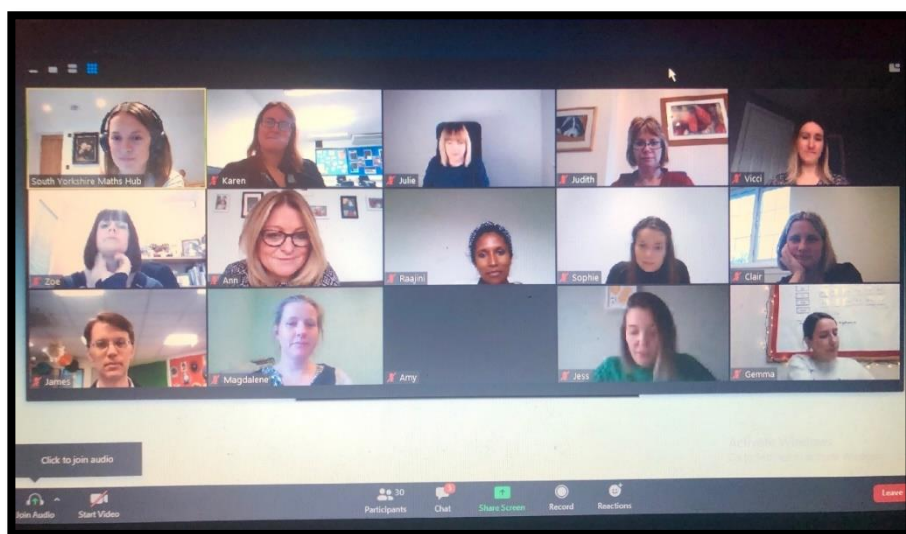 South Yorkshire Maths Hub
Karen
Julie
Judith
Vicci
Zoe
Ann
Raajini
Sophie
Clair
James
Magdalene
Amy
Jess
Gemma
Click to join audio
30
3
Join Audio
Start Video
Participants
Chat
Share Screen
Record
Reactions
Leave